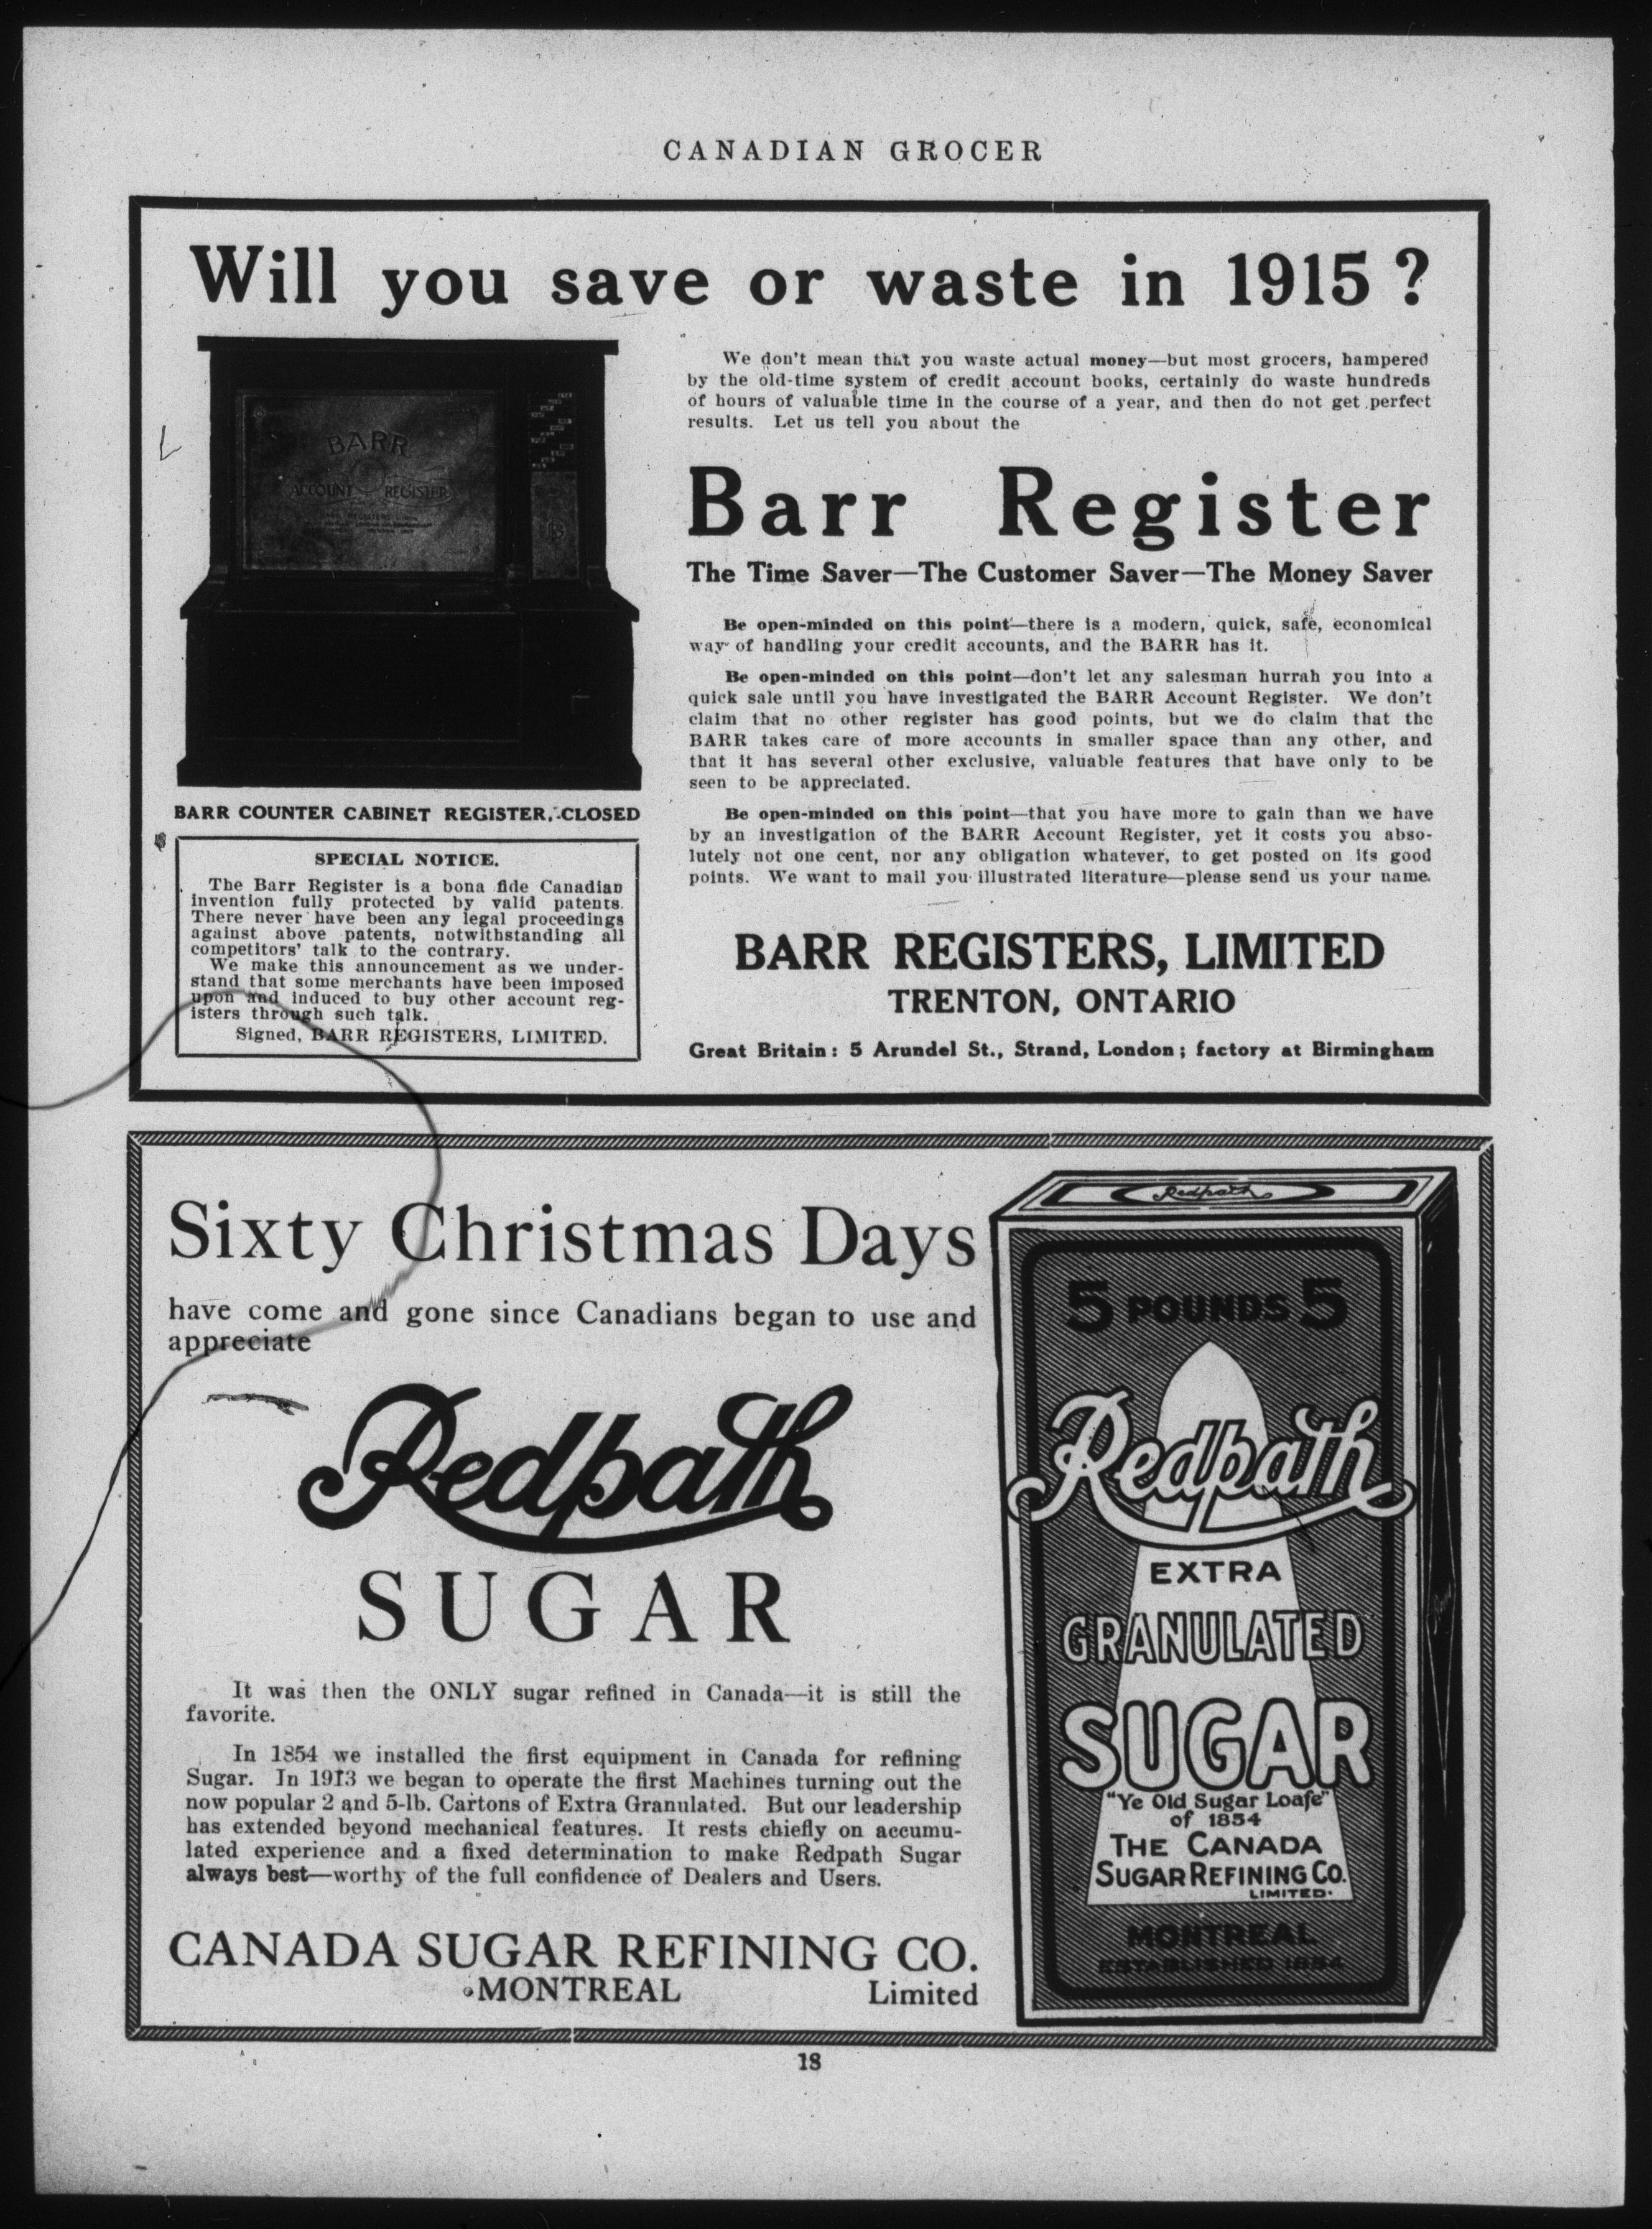 CANADIAN GROCER
Will you save or waste in 1915 ?
BARR
ACCOUNT REGISTER
BARR COUNTER CABINET REGISTER, CLOSED
SPECIAL NOTICE.
The Barr Register is a bona fide Canadian
invention fully protected by valid patents.
There never have been any legal proceedings
against above patents, notwithstanding all
competitors' talk to the contrary.
We make this announcement as we under-
stand that some merchants have been imposed
upon and induced to buy other account reg-
isters through such talk.
Signed, BARR REGISTERS, LIMITED.
We don't mean that you waste actual money—but most grocers, hampered
by the old-time system of credit account books, certainly do waste hundreds
of hours of valuable time in the course of a year, and then do not get perfect
results. Let us tell you about the
Barr Register
The Time Saver—The Customer Saver—The Money Saver
Be open-minded on this point—there is a modern, quick, safe, economical
way of handling your credit accounts, and the BARR has it.
Be open-minded on this point—don't let any salesman hurrah you into a
quick sale until you have investigated the BARR Account Register. We don't
claim that no other register has good points, but we do claim that the
BARR takes care of more accounts in smaller space than any other, and
that it has several other exclusive, valuable features that have only to be
seen to be appreciated.
Be open-minded on this point—that you have more to gain than we have
by an investigation of the BARR Account Register, yet it costs you abso-
lutely not one cent, nor any obligation whatever, to get posted on its good
points. We want to mail you illustrated literature—please send us your name.
BARR REGISTERS, LIMITED
TRENTON, ONTARIO
Great Britain: 5 Arundel St., Strand, London; factory at Birmingham
Sixty Christmas Days
have come and gone since Canadians began to use and
appreciate
Redpath
SUGAR
It was then the ONLY sugar refined in Canada—it is still the
favorite.
In 1854 we installed the first equipment in Canada for refining
Sugar. In 1913 we began to operate the first Machines turning out the
now popular 2 and 5-lb. Cartons of Extra Granulated. But our leadership
has extended beyond mechanical features. It rests chiefly on accumu-
lated experience and a fixed determination to make Redpath Sugar
always best—worthy of the full confidence of Dealers and Users.
CANADA SUGAR REFINING CO.
MONTREAL Limited
Redpath
5 POUNDS 5
Redpath
EXTRA
GRANULATED
SUGAR
"Ye Old Sugar Loafe"
of 1854
THE CANADA
SUGAR REFINING CO.
LIMITED.
MONTREAL
ESTABLISHED 1854
18